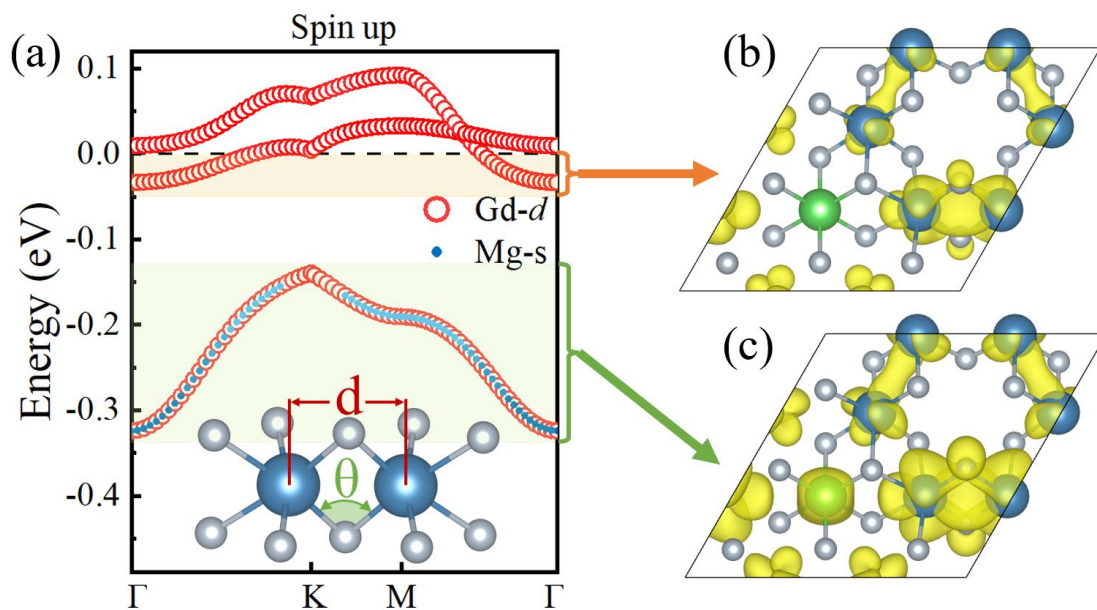 (a)
Spin up
0.1
0.0
-0.1
-0.2
-0.3
-0.4
Energy (eV)
Gd-d
Mg-s
d
θ
Γ
K
M
Γ
(b)
(c)